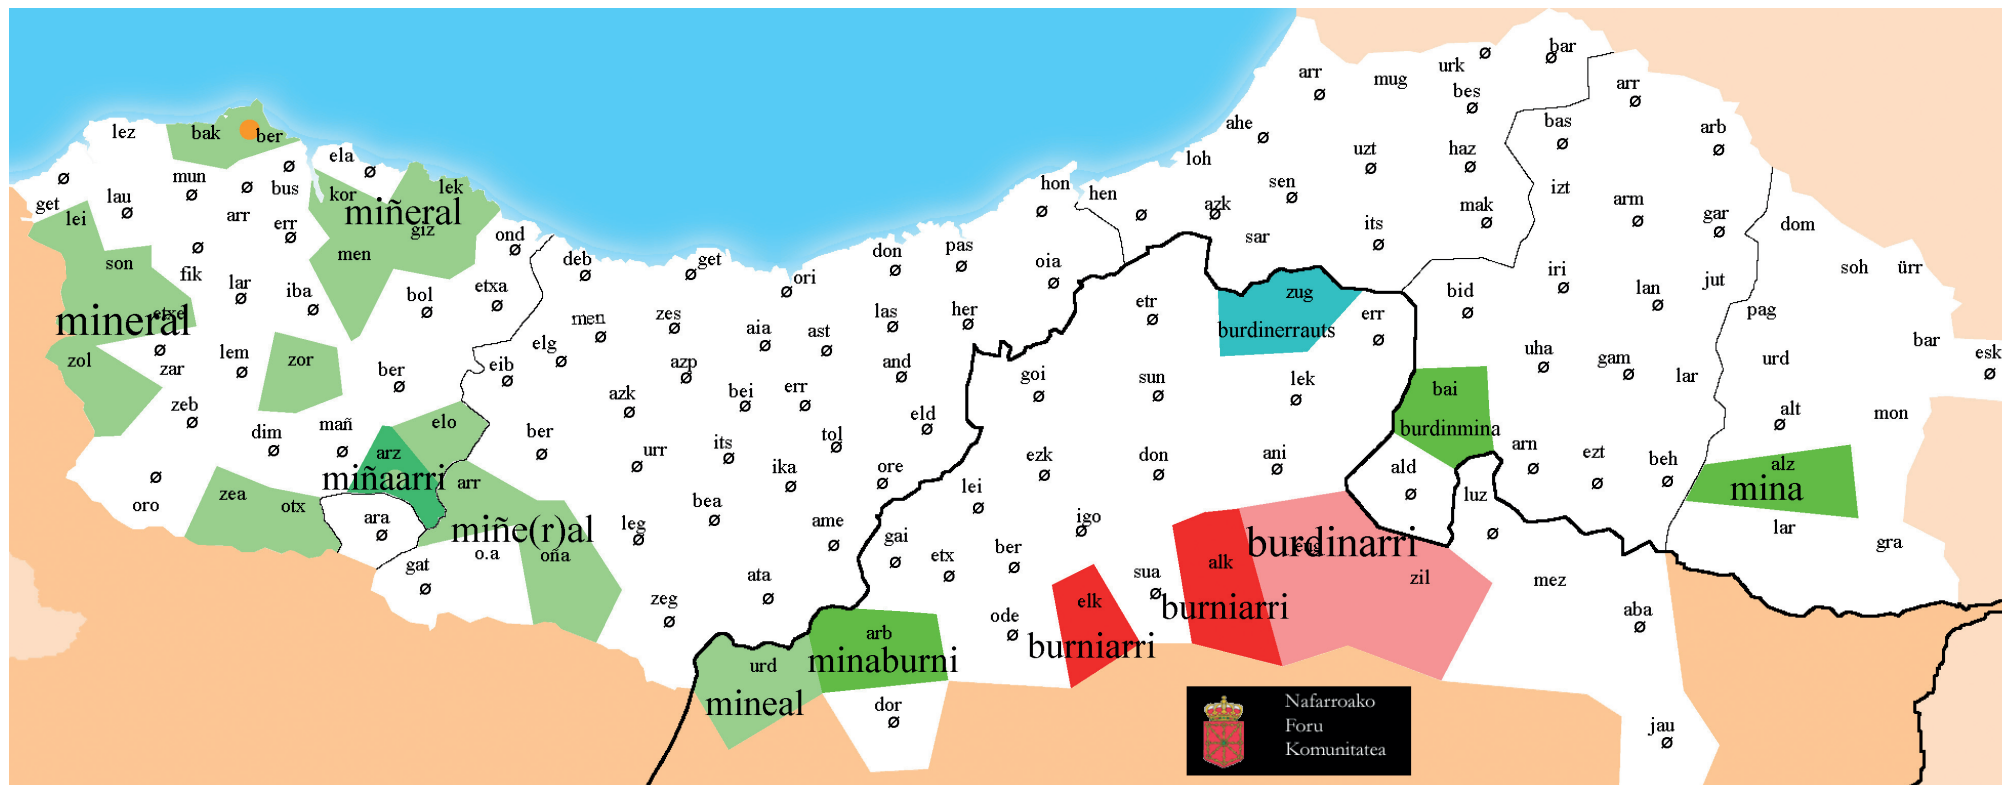 bar
arr
mug
urk
bes
arr
lez
bak
ber
ahe
bas
arb
ela
loh
uzt
haz
mun
bus
kor
lek
hon
hen
sen
izt
get
lei
lau
arr
err
miñeral
giz
azk
its
mak
arm
gar
dom
ond
sar
son
fik
men
deb
get
don
pas
oia
iri
jut
soh
ürr
lar
iba
bol
etxa
ori
etr
zug
bid
lan
pag
mineral
etxe
men
zes
aia
ast
las
her
burdinerrauts
err
zol
zar
lem
zor
ber
eib
elg
azp
and
goi
sun
lek
uha
gam
lar
urd
bar
esk
zeb
dim
mañ
elo
azk
bei
err
eld
bai
burdinmina
alt
mon
arz
ber
urr
its
tol
ika
ore
ezk
don
ani
ald
arn
ezt
beh
alz
miñaarri
arr
mina
zea
otx
oro
ara
miñe(r)al
leg
bea
ame
lei
igo
luz
lar
gra
o.a
oña
gat
gai
etx
ber
burdinarri
eug
zil
mez
ata
sua
alk
zeg
ode
elk
burniarri
aba
urd
arb
minaburni
burniarri
mineal
dor
jau
Nafarroako
Foru
Komunitatea